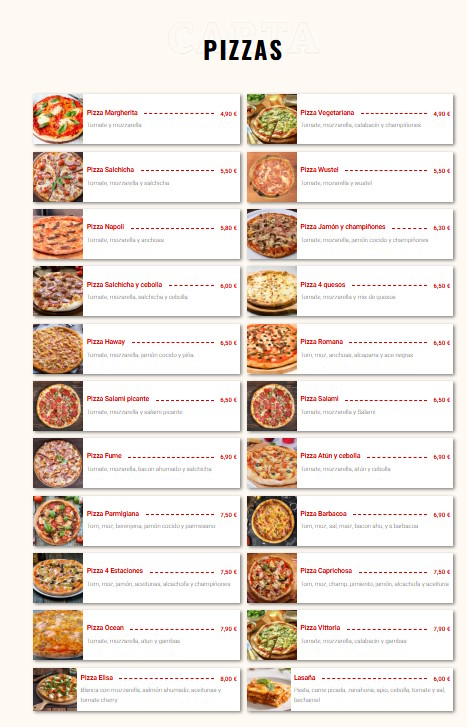 CARTA
PIZZAS
Pizza Margherita 4,90 €
Tomate y mozzarella
Pizza Vegetariana 4,90 €
Tomate, mozzarella, calabacín y champiñones
Pizza Salchicha 5,50 €
Tomate, mozzarella y salchicha
Pizza Wustel 5,50 €
Tomate, mozarella y wustel
Pizza Napoli 5,80 €
Tomate, mozarella y anchoas
Pizza Jamón y champiñones 6,30 €
Tomate, mozarella, jamón cocido y champiñones
Pizza Salchicha y cebolla 6,00 €
Tomate, mozarella, salchicha y cebolla
Pizza 4 quesos 6,50 €
Tomate, mozarella y mix de quesos
Pizza Haway 6,50 €
Tomate, mozarella, jamón cocido y piña
Pizza Romana 6,50 €
Tom, moz, anchoas, alcaparra y ace negras
Pizza Salami picante 6,50 €
Tomate, mozzarella y salami picante
Pizza Salami 6,50 €
Tomate, mozzarella y Salami
Pizza Fume 6,90 €
Tomate, mozarella, bacon ahumado y salchicha
Pizza Atún y cebolla 6,90 €
Tomate, mozarella, atún y cebolla
Pizza Parmigiana 7,50 €
Tom, moz, berenjena, jamón cocido y parmesano
Pizza Barbacoa 6,90 €
Tom, moz, sal, maiz, bacon ahu, y s.barbacoa
Pizza 4 Estaciones 7,50 €
Tom, moz, jamón, aceitunas, alcachofa y champiñones
Pizza Caprichosa 7,50 €
Tom, moz, champ, pimiento, jamón, alcachofa y aceituna
Pizza Ocean 7,90 €
Tomate, mozzarella, atun y gambas
Pizza Vittoria 7,90 €
Tomate, mozzarella, calabacin y gambas
Pizza Elisa 8,00 €
Blanca con mozzarella, salmón ahumado, aceitunas y
tomate cherry
Lasaña 6,00 €
Pasta, carne picada, zanahoria, apio, cebolla, tomate y sal,
bechamel